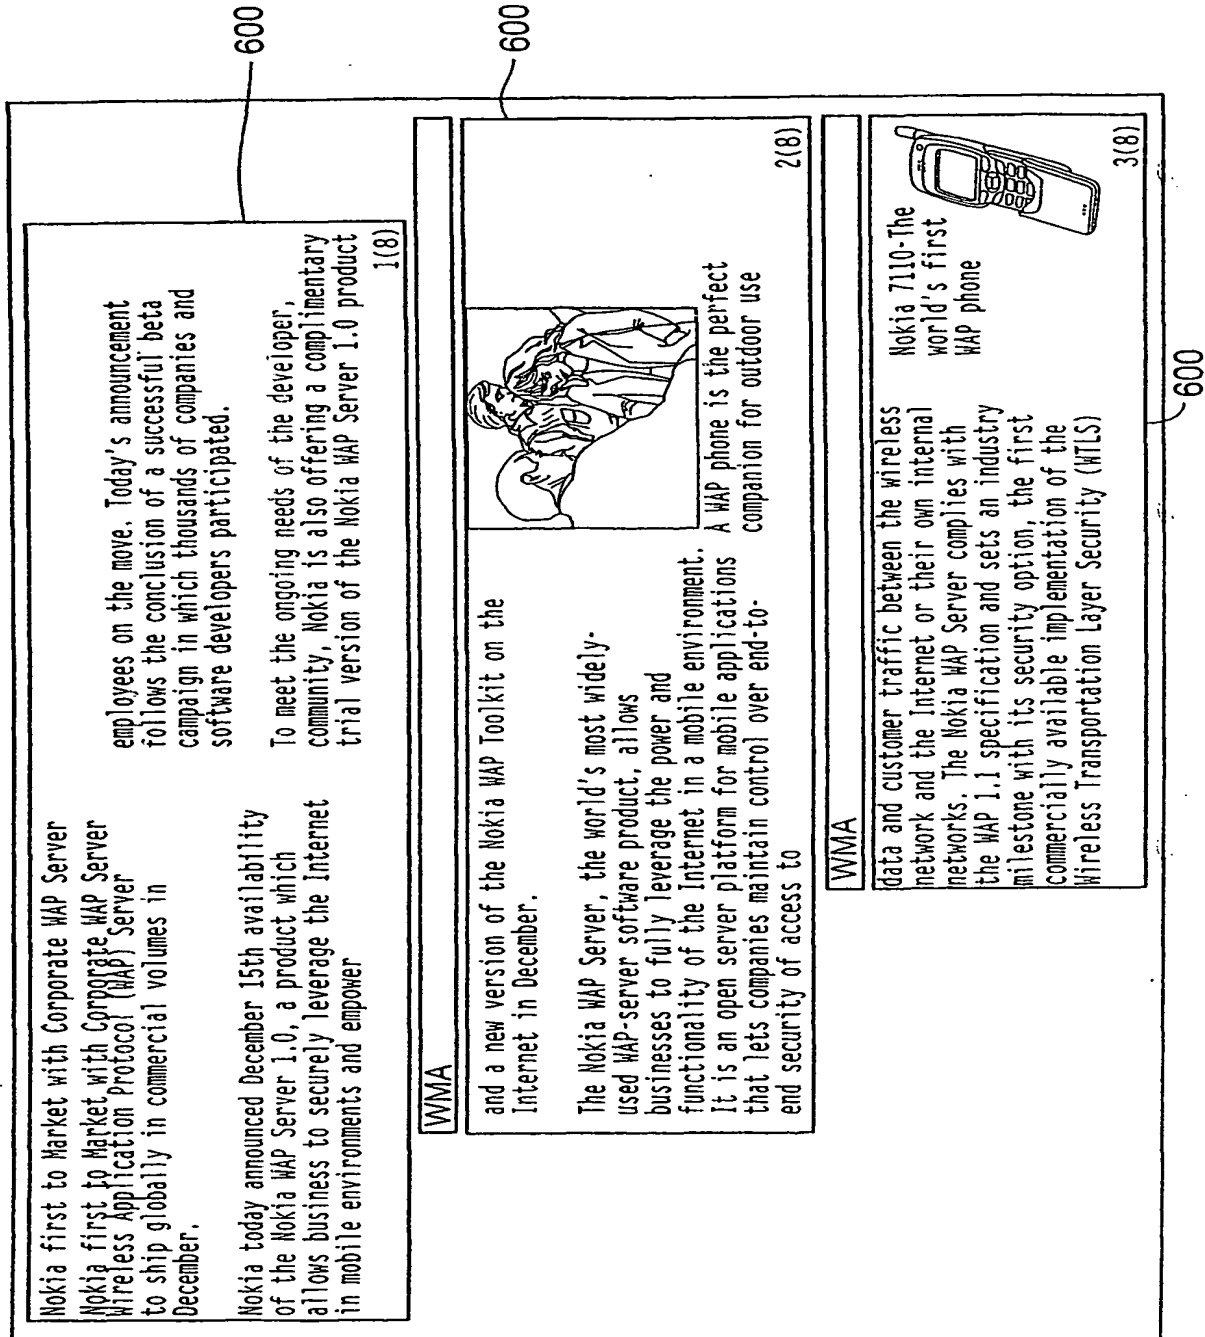 600
Nokia first to Market with Corporate WAP Server
Nokia first to Market with Corporate WAP Server
Wireless Application Protocol (WAP) Server
to ship globally in commercial volumes in
December.
Nokia today announced December 15th availability
of the Nokia WAP Server 1.0, a product which
allows business to securely leverage the Internet
in mobile environments and empower
employees on the move. Today's announcement
follows the conclusion of a successful beta
campaign in which thousands of companies and
software developers participated.
To meet the ongoing needs of the developer,
community, Nokia is also offering a complimentary
trial version of the Nokia WAP Server 1.0 product
1(8)
600
WMA
and a new version of the Nokia WAP Toolkit on the
Internet in December.
The Nokia WAP Server, the world's most widely-
used WAP-server software product, allows
businesses to fully leverage the power and
functionality of the Internet in a mobile environment.
It is an open server platform for mobile applications
that lets companies maintain control over end-to-
end security of access to
A WAP phone is the perfect
companion for outdoor use
2(8)
WMA
data and customer traffic between the wireless
network and the Internet or their own internal
networks. The Nokia WAP Server complies with
the WAP 1.1 specification and sets an industry
milestone with its security option, the first
commercially available implementation of the
Wireless Transportation Layer Security (WTLS)
Nokia 7110-The
world's first
WAP phone
3(8)
600